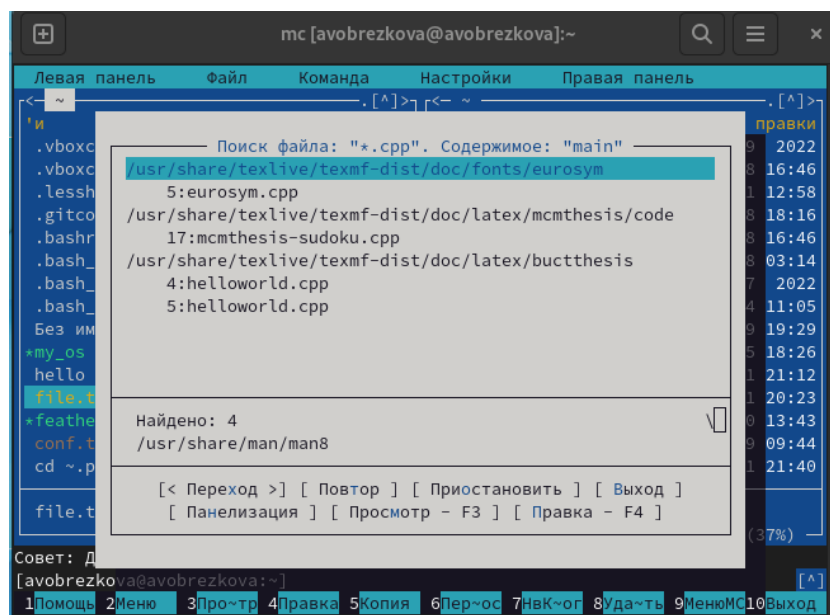 mc [avobrezkova@avobrezkova]:~
Левая панель Файл Команда Настройки Правая панель
<— ~ .[^]> <— ~ .[^]>
'и правки
.vboxc 9 2022
.vboxc 8 16:46
.lessh 1 12:58
.gitco 8 18:16
.bashr 8 16:46
.bash_ 8 03:14
.bash_ 7 2022
.bash_ 4 11:05
Без им 9 19:29
*my_os 5 18:26
hello 1 21:12
file.t 1 20:23
*feathe 0 13:43
conf.t 9 09:44
cd ~.p 1 21:40
file.t
(37%)
Поиск файла: "*.cpp". Содержимое: "main"
/usr/share/texlive/texmf-dist/doc/fonts/eurosym
5:eurosym.cpp
/usr/share/texlive/texmf-dist/doc/latex/mcmthesis/code
17:mcmthesis-sudoku.cpp
/usr/share/texlive/texmf-dist/doc/latex/buctthesis
4:helloworld.cpp
5:helloworld.cpp
Найдено: 4 \
/usr/share/man/man8
[< Переход >] [ Повтор ] [ Приостановить ] [ Выход ]
[ Панелизация ] [ Просмотр - F3 ] [ Правка - F4 ]
Совет: Д
[avobrezkova@avobrezkova:~] [^]
1Помощь 2Меню 3Про~тр 4Правка 5Копия 6Пер~ос 7НвК~ог 8Уда~ть 9МенюMC 10Выход